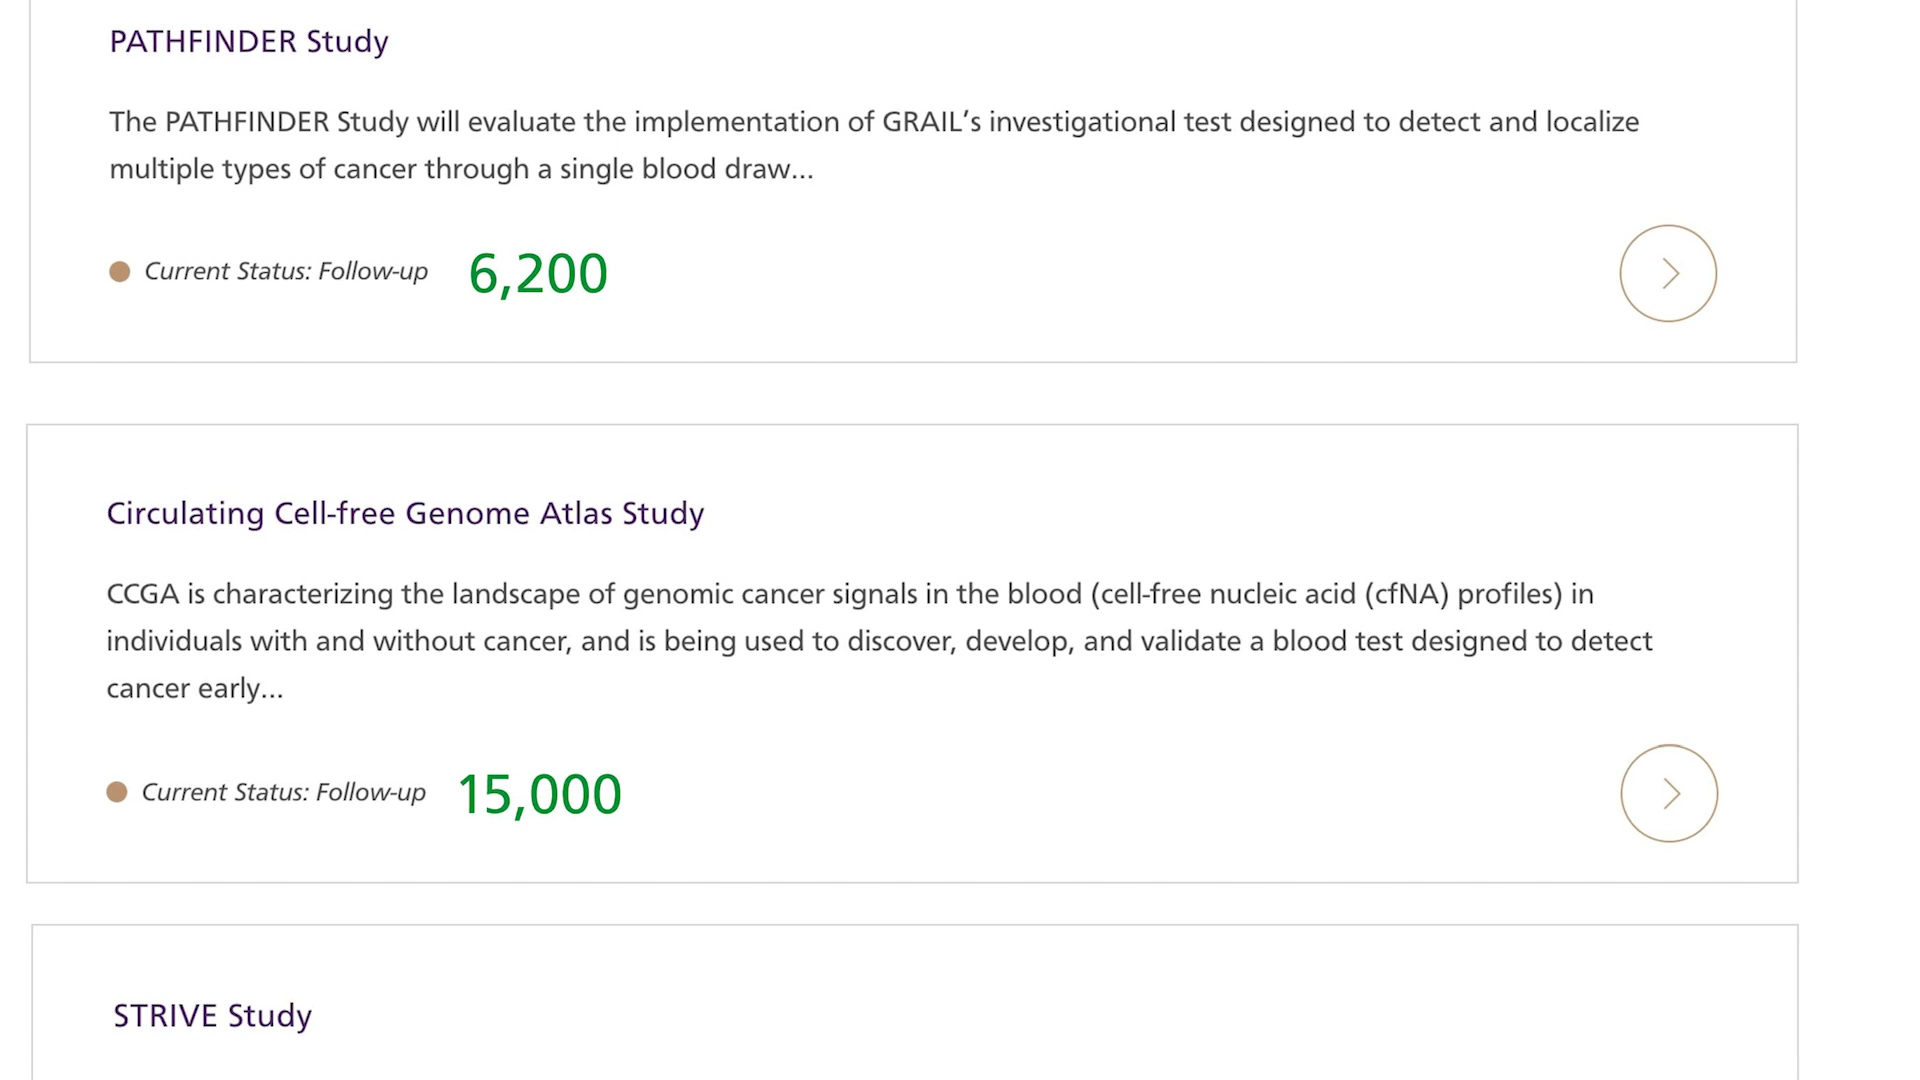 PATHFINDER Study
The PATHFINDER Study will evaluate the implementation of GRAIL’s investigational test designed to detect and localize
multiple types of cancer through a single blood draw...
Current Status: Follow-up 6,200
Circulating Cell-free Genome Atlas Study
CCGA is characterizing the landscape of genomic cancer signals in the blood (cell-free nucleic acid (cfNA) profiles) in
individuals with and without cancer, and is being used to discover, develop, and validate a blood test designed to detect
cancer early...
Current Status: Follow-up 15,000
STRIVE Study